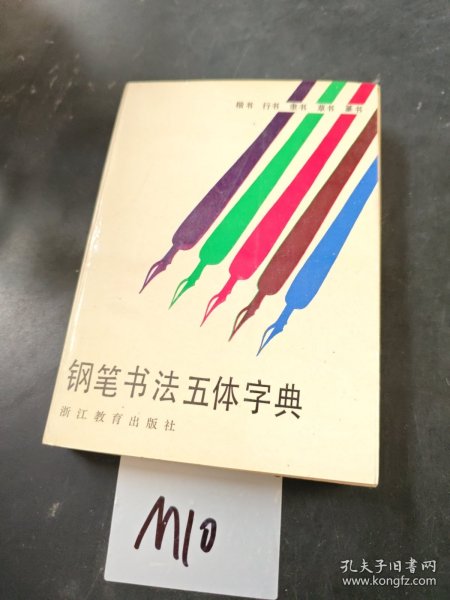 楷书 行书 隶书 草书 篆书
钢笔书法五体字典
浙江教育出版社
M10
孔夫子旧书网
www.kongfz.com